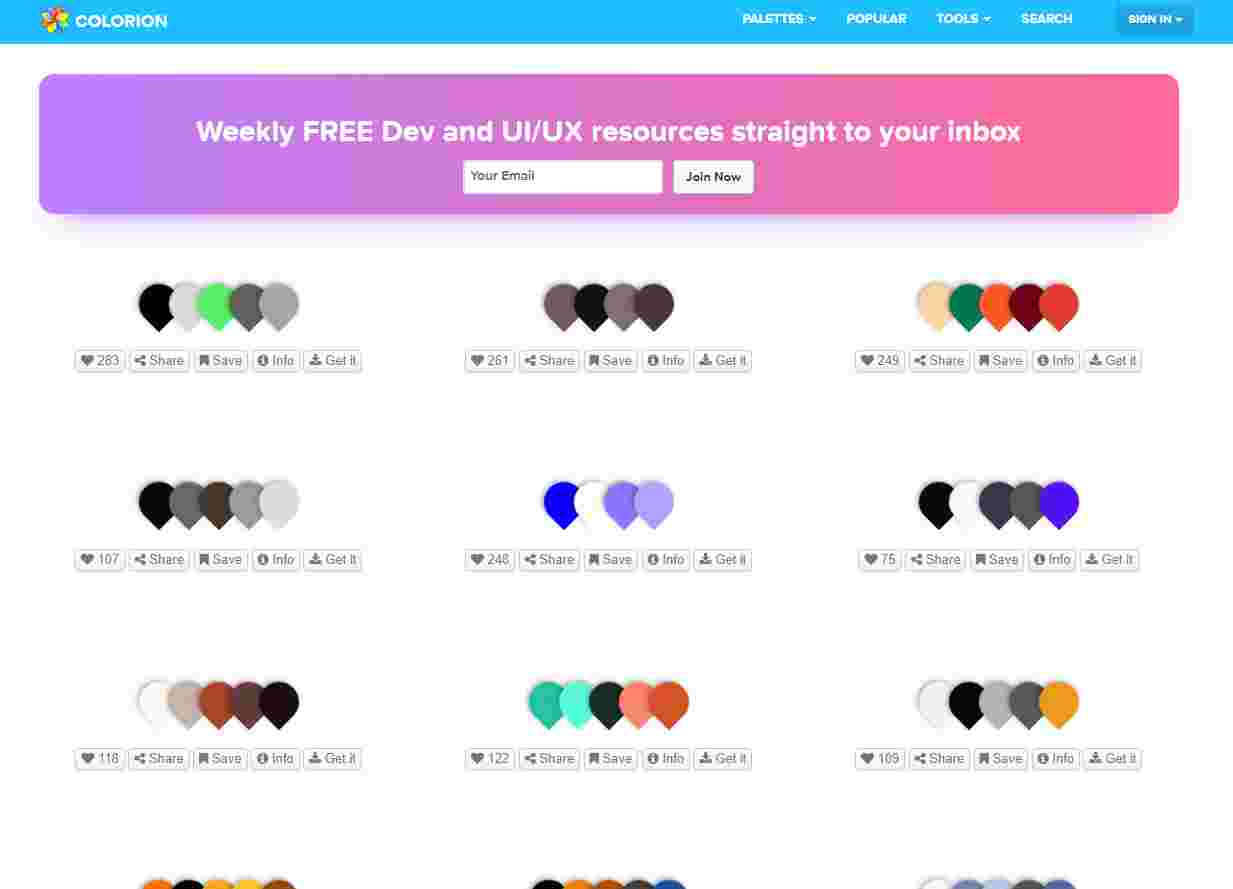 COLORION PALETTES POPULAR TOOLS SEARCH SIGN IN
Weekly FREE Dev and UI/UX resources straight to your inbox
Your Email Join Now
283 Share Save Info Get it 261 Share Save Info Get it 249 Share Save Info Get it
107 Share Save Info Get it 248 Share Save Info Get it 75 Share Save Info Get it
118 Share Save Info Get it 122 Share Save Info Get it 109 Share Save Info Get it